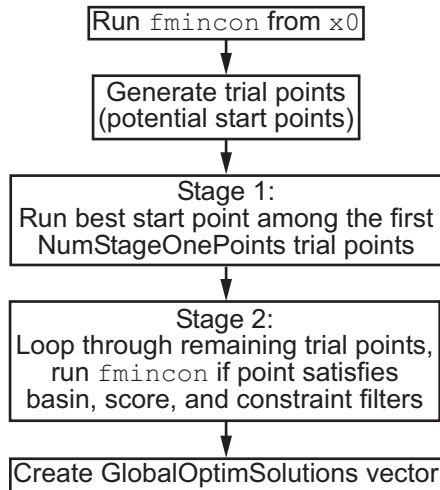 Run fmincon from x0
Generate trial points
(potential start points)
Stage 1:
Run best start point among the first
NumStageOnePoints trial points
Stage 2:
Loop through remaining trial points,
run fmincon if point satisfies
basin, score, and constraint filters
Create GlobalOptimSolutions vector